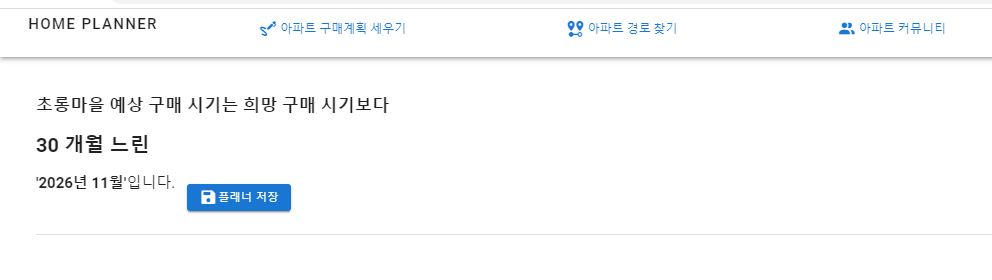 HOME PLANNER
아파트 구매계획 세우기
아파트 경로 찾기
아파트 커뮤니티
초롱마을 예상 구매 시기는 희망 구매 시기보다
30 개월 느린
'2026년 11월'입니다.
플래너 저장